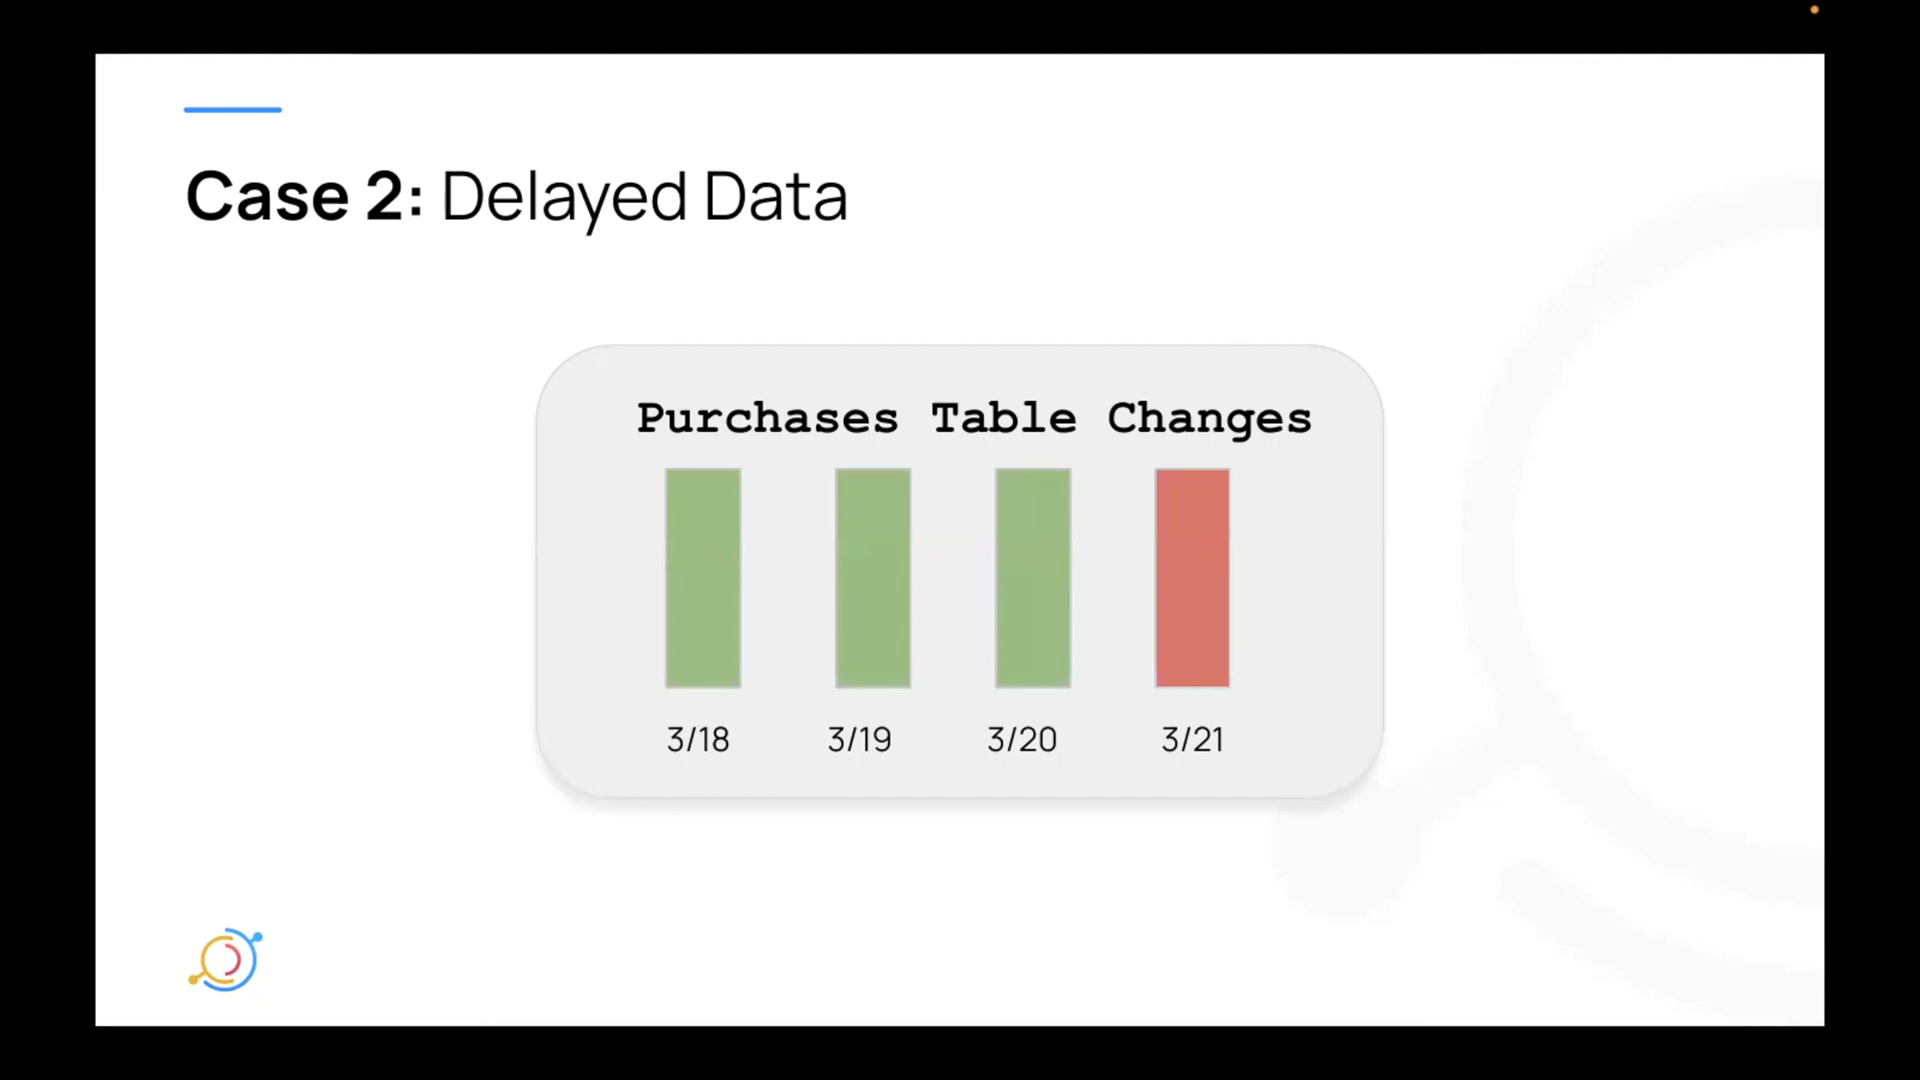 Case 2: Delayed Data
Purchases Table Changes
3/18 3/19 3/20 3/21